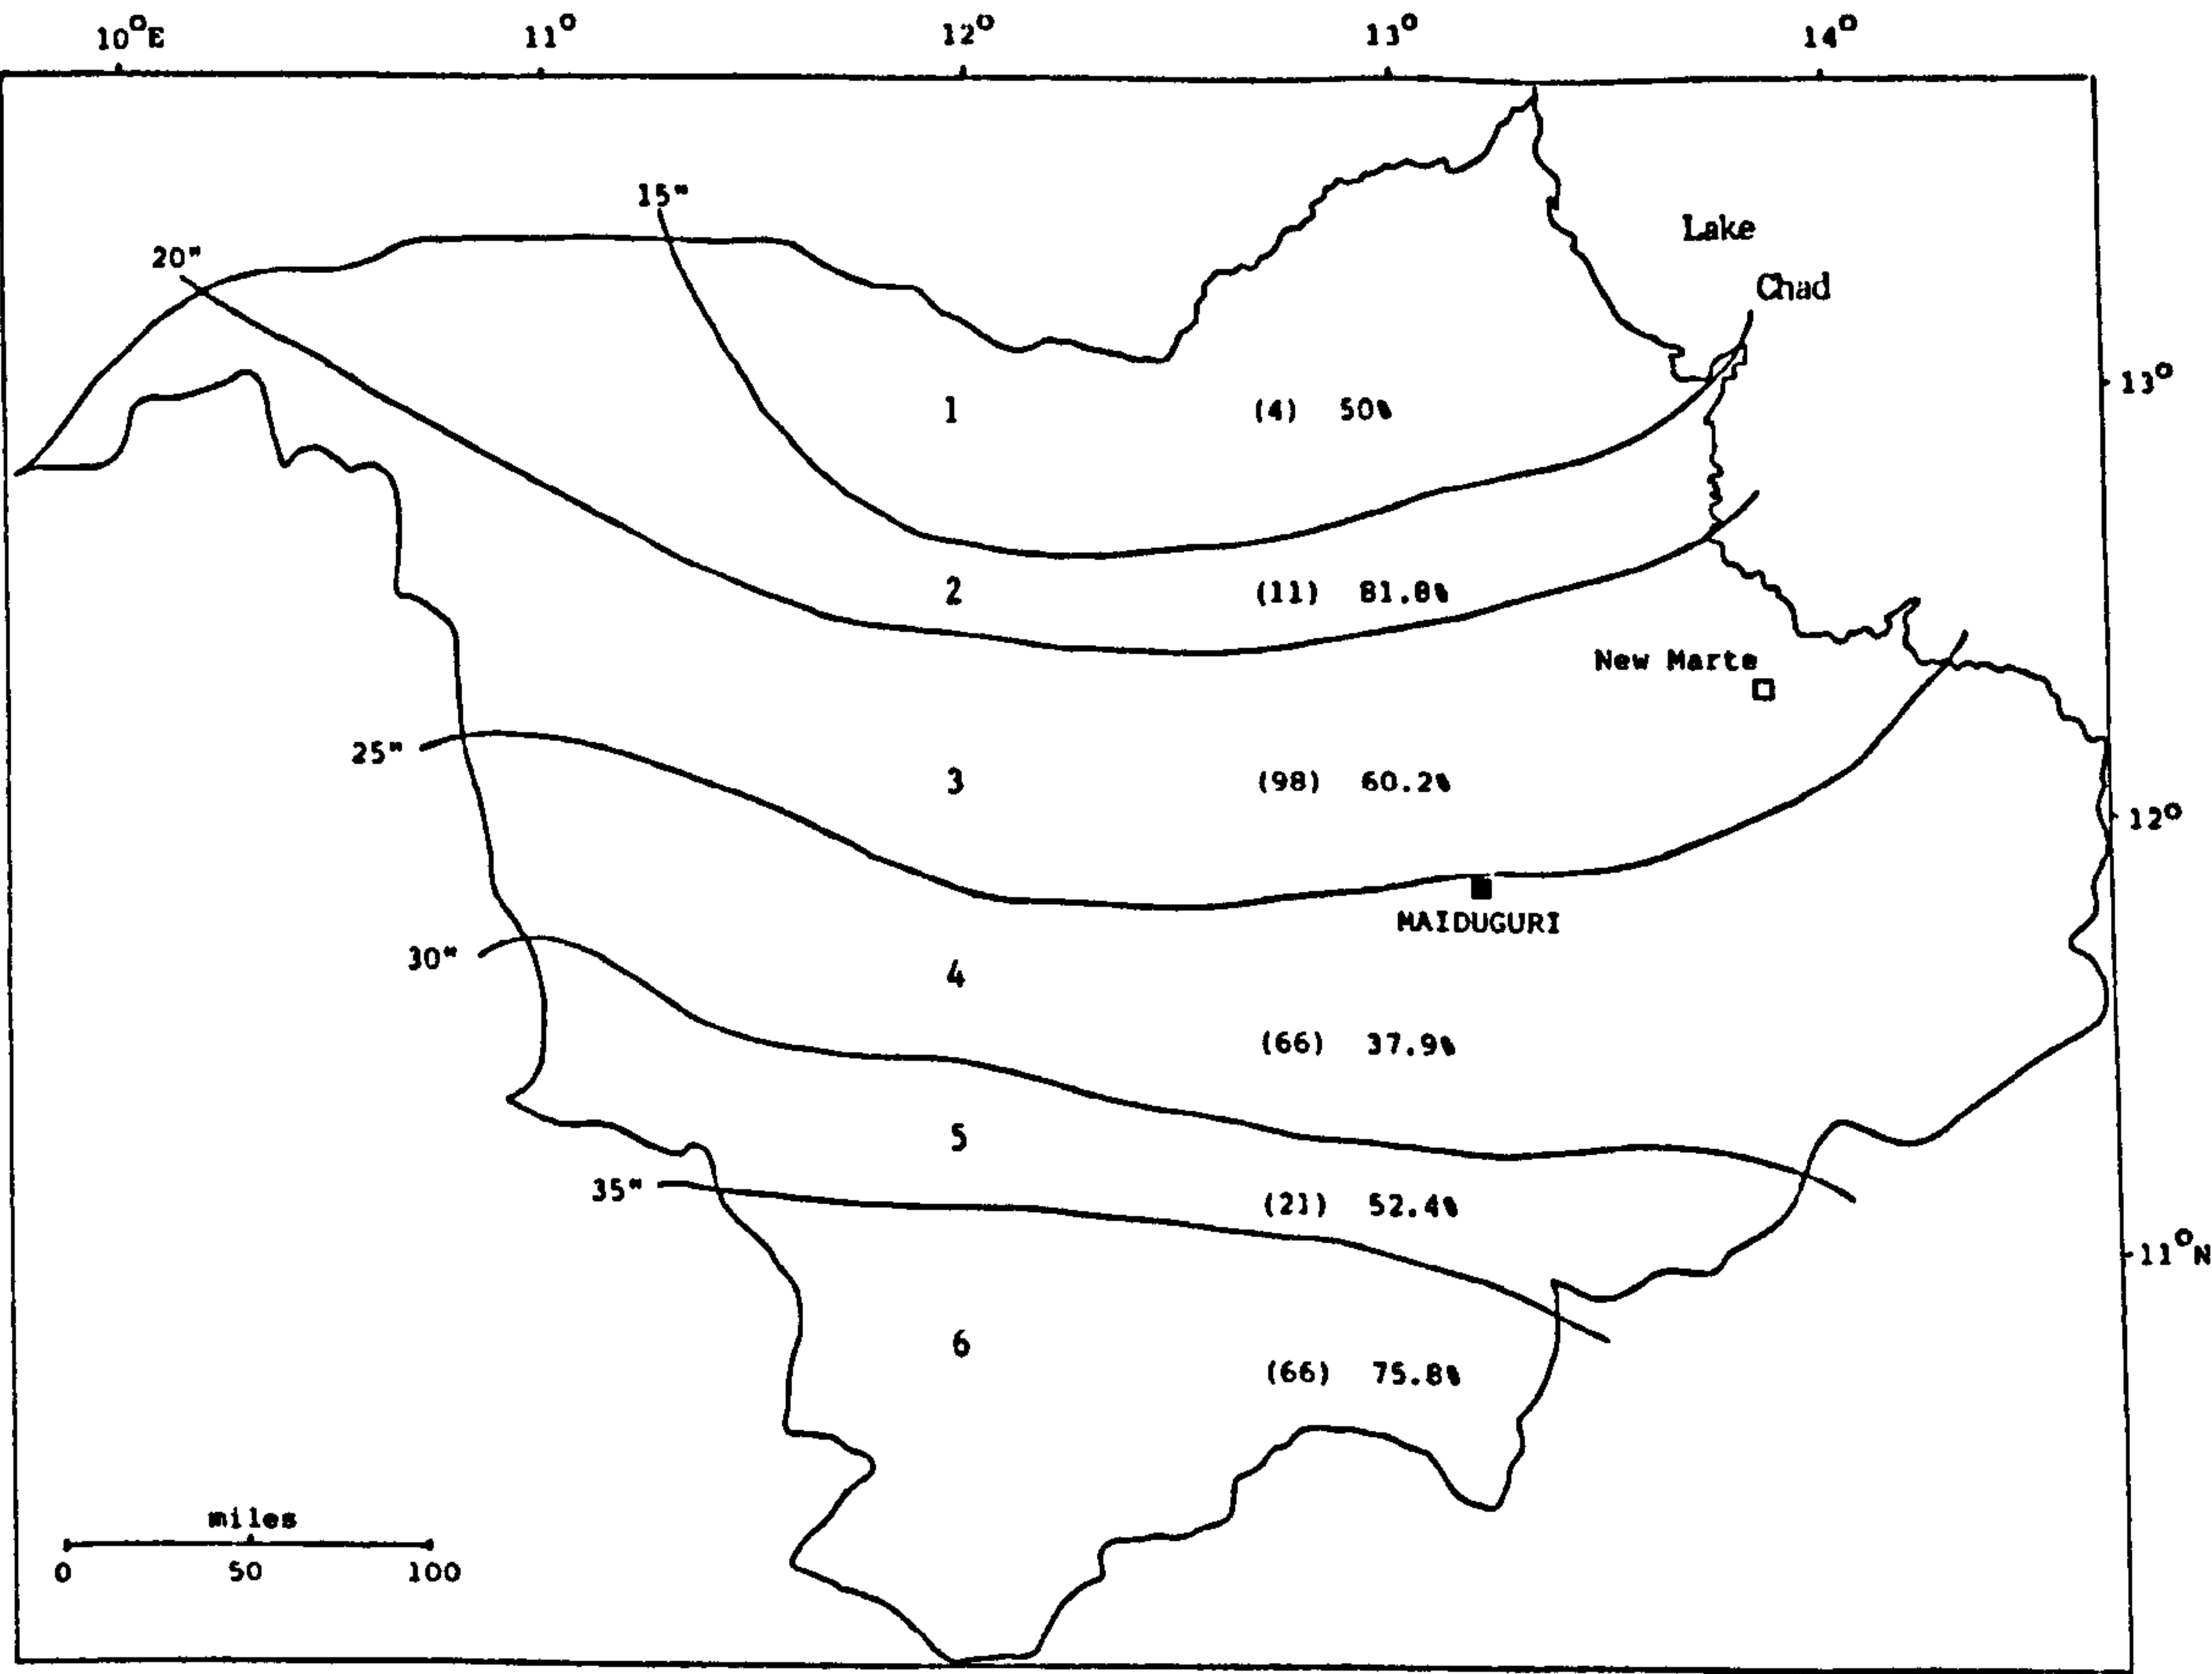 10°E 11° 12° 13° 14°
15"
Lake
20"
Chad
13°
1 (4) 50%
2 (11) 81.8%
New Marte
25"
3 (98) 60.2%
12°
MAIDUGURI
30"
4
(66) 37.9%
5
35"
(21) 52.4%
11°N
6
(66) 75.8%
miles
0 50 100